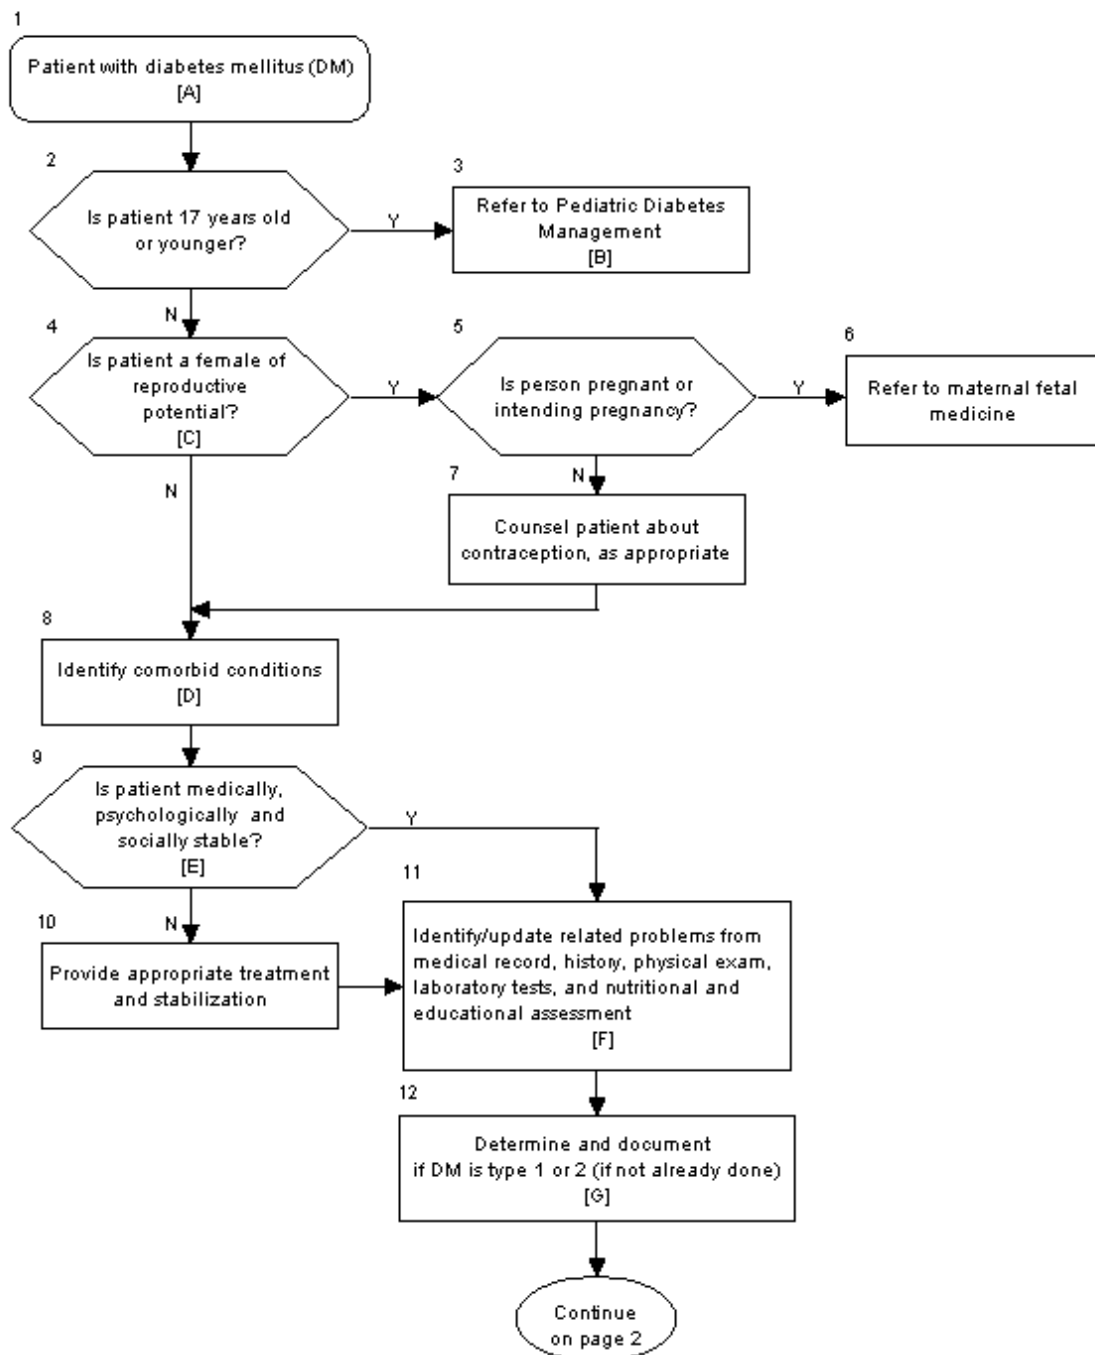 1
Patient with diabetes mellitus (DM)
[A]
2
Is patient 17 years old
or younger?
Y
3
Refer to Pediatric Diabetes
Management
[B]
N
4
Is patient a female of
reproductive
potential?
[C]
Y
5
Is person pregnant or
intending pregnancy?
Y
6
Refer to maternal fetal
medicine
N
7
N
Counsel patient about
contraception, as appropriate
8
Identify comorbid conditions
[D]
9
Is patient medically,
psychologically and
socially stable?
[E]
Y
N
10
Provide appropriate treatment
and stabilization
11
Identify/update related problems from
medical record, history, physical exam,
laboratory tests, and nutritional and
educational assessment
[F]
12
Determine and document
if DM is type 1 or 2 (if not already done)
[G]
Continue
on page 2